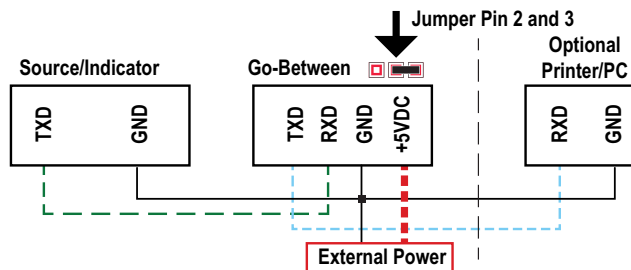 Jumper Pin 2 and 3
Source/Indicator
Go-Between
Optional
Printer/PC
TXD
GND
TXD
RXD
GND
+5VDC
RXD
GND
External Power